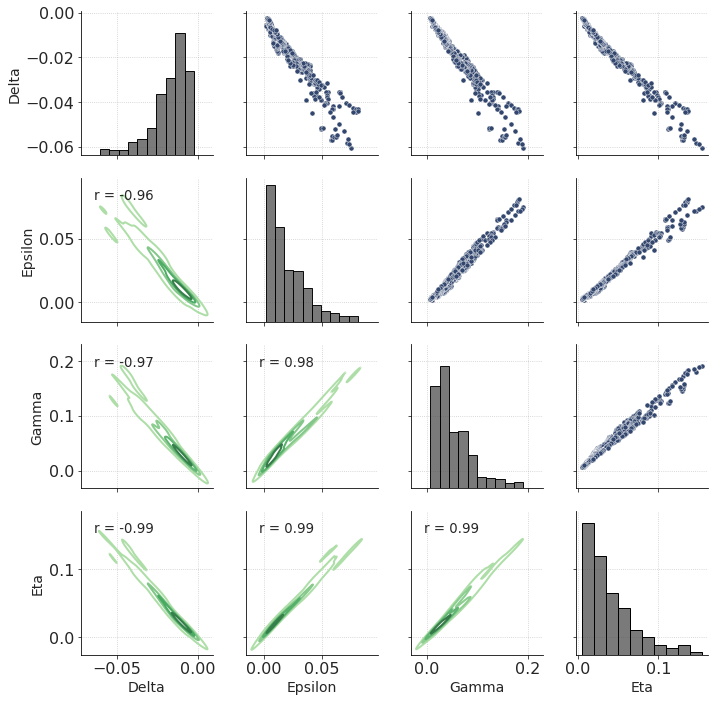 0.00
−0.02
−0.04
−0.06
Delta
r = -0.96
0.05
0.00
Epsilon
r = -0.97
r = 0.98
0.2
0.1
0.0
Gamma
r = -0.99
r = 0.99
r = 0.99
0.1
0.0
Eta
−0.05 0.00 0.00 0.05 0.0 0.2 0.0 0.1
Delta Epsilon Gamma Eta